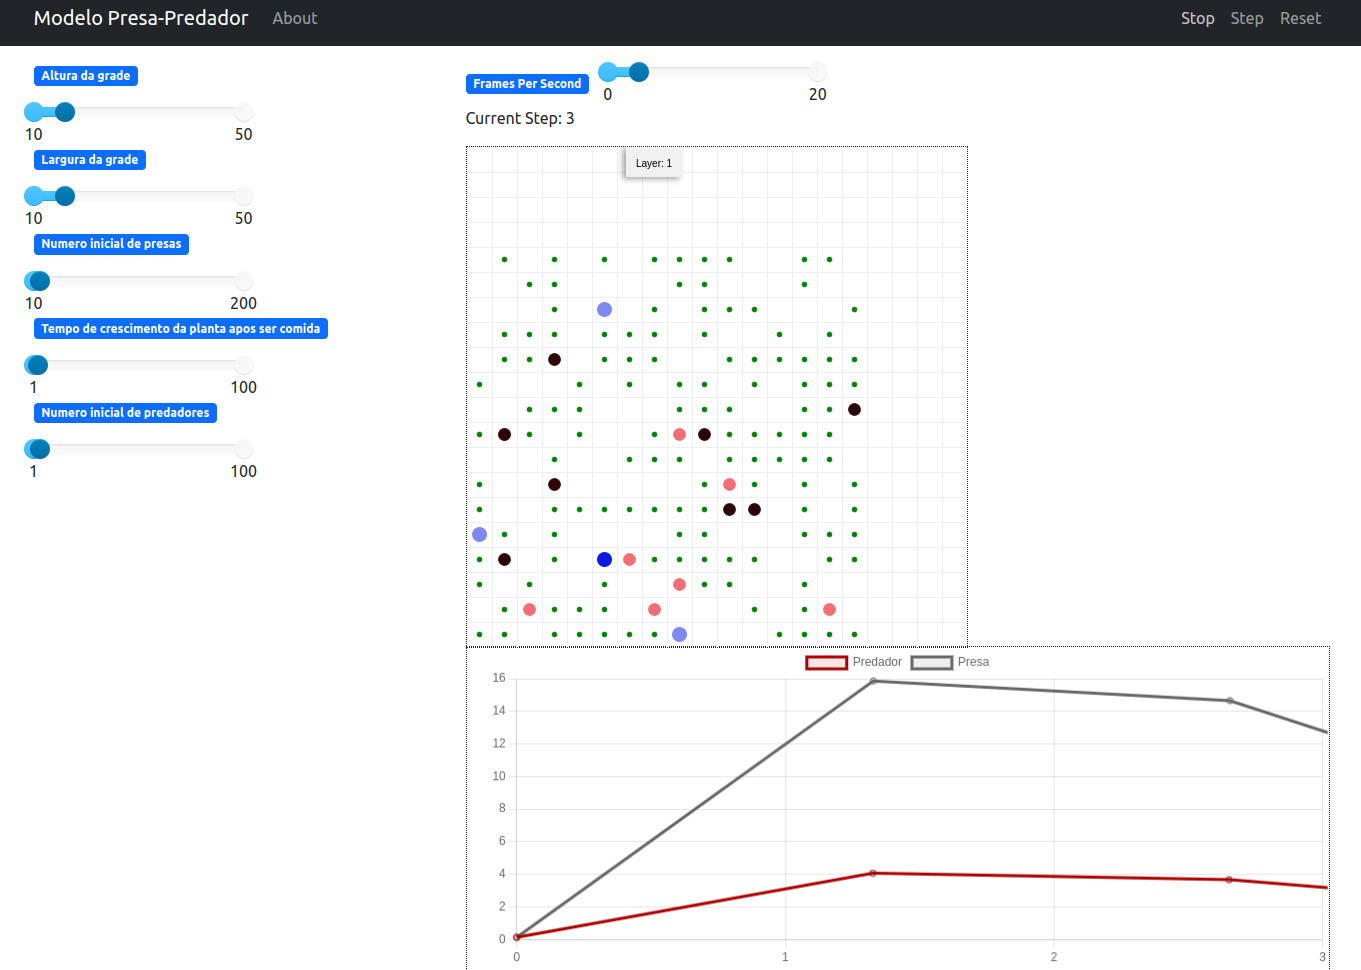 Modelo Presa-Predador About Stop Step Reset
Altura da grade
10 50
Largura da grade
10 50
Numero inicial de presas
10 200
Tempo de crescimento da planta apos ser comida
1 100
Numero inicial de predadores
1 100
Frames Per Second
0 20
Current Step: 3
Layer: 1
Predador Presa
16
14
12
10
8
6
4
2
0
0 1 2 3